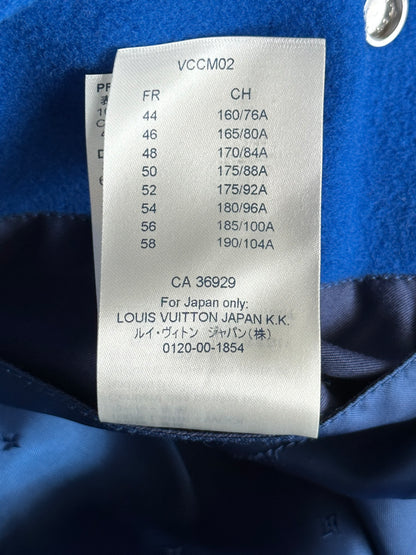 VCCM02
FR CH
44 160/76A
46 165/80A
48 170/84A
50 175/88A
52 175/92A
54 180/96A
56 185/100A
58 190/104A
CA 36929
For Japan only:
LOUIS VUITTON JAPAN K.K.
ルイ・ヴィトン ジャパン(株)
0120-00-1854